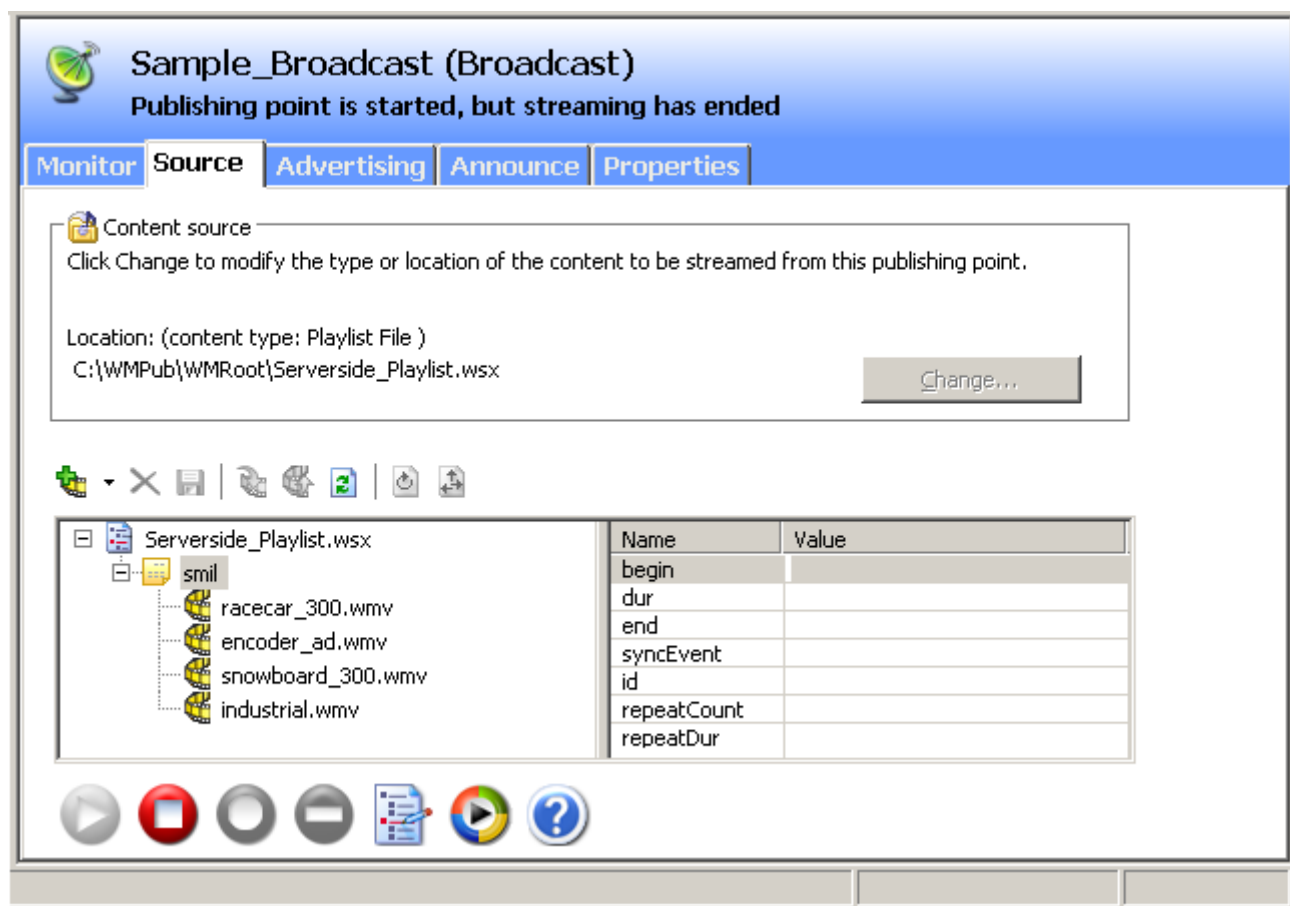 Sample_Broadcast (Broadcast)
Publishing point is started, but streaming has ended
Monitor Source Advertising Announce Properties
Content source
Click Change to modify the type or location of the content to be streamed from this publishing point.
Location: (content type: Playlist File )
C:\WMPub\WMRoot\Serverside_Playlist.wsx
Change...
Serverside_Playlist.wsx
smil
racecar_300.wmv
encoder_ad.wmv
snowboard_300.wmv
industrial.wmv
Name Value
begin
dur
end
syncEvent
id
repeatCount
repeatDur